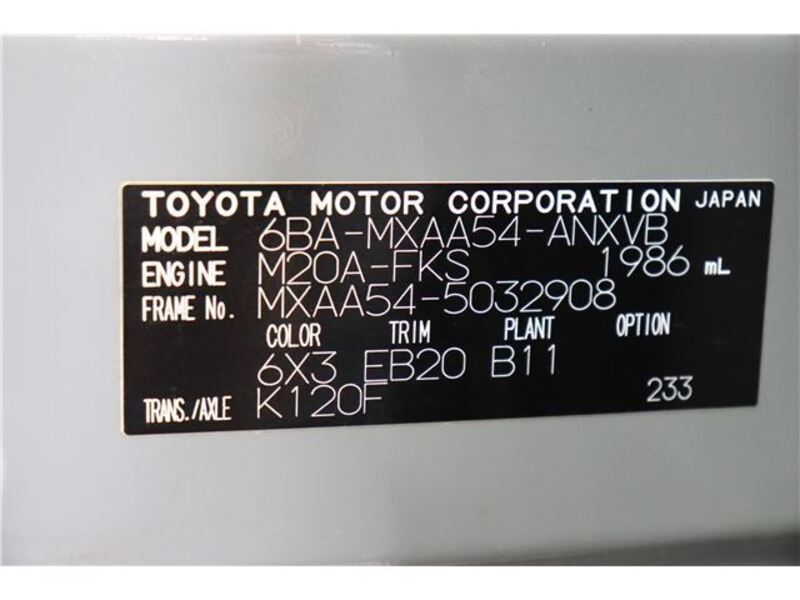 TOYOTA MOTOR CORPORATION JAPAN
MODEL 6BA-MXAA54-ANXVB
ENGINE M20A-FKS 1986 mL
FRAME No. MXAA54-5032908
COLOR TRIM PLANT OPTION
6X3 EB20 B11
TRANS./AXLE K120F 233